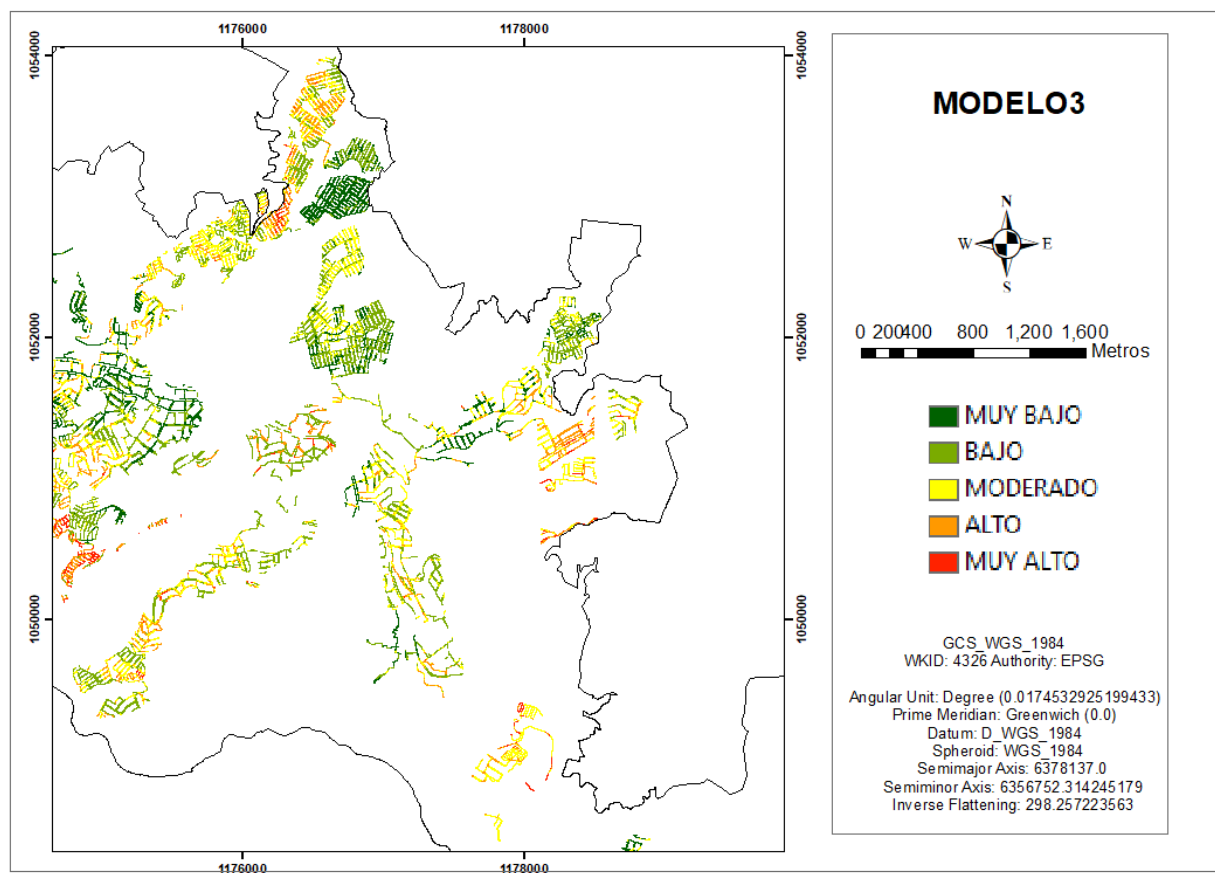 1176000
1178000
1054000
1054000
MODELO3
N
W
E
S
1052000
1052000
0 200400 800 1,200 1,600
Metros
MUY BAJO
BAJO
MODERADO
ALTO
MUY ALTO
1050000
1050000
GCS_WGS_1984
WKID: 4326 Authority: EPSG
Angular Unit: Degree (0.0174532925199433)
Prime Meridian: Greenwich (0.0)
Datum: D_WGS_1984
Spheroid: WGS_1984
Semimajor Axis: 6378137.0
Semiminor Axis: 6356752.314245179
Inverse Flattening: 298.257223563
1176000
1178000